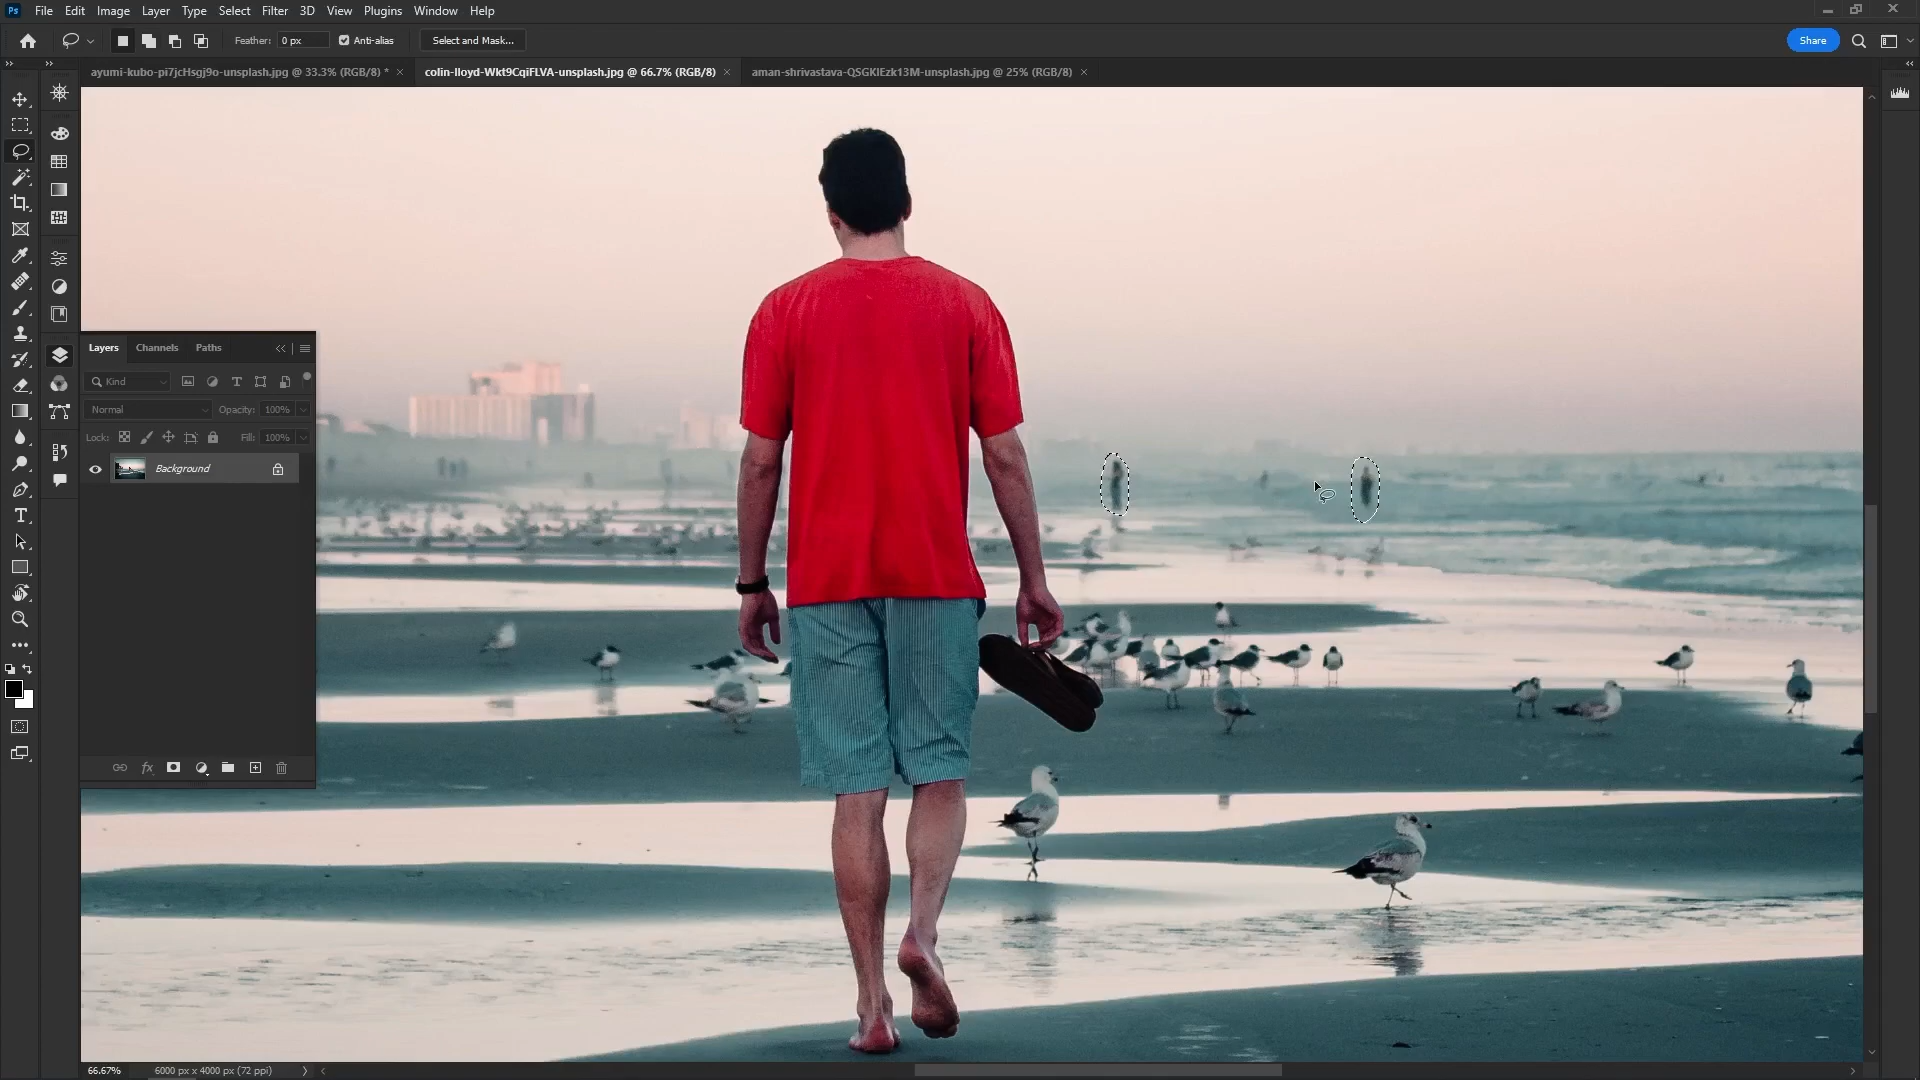 Ps File Edit Image Layer Type Select Filter 3D View Plugins Window Help
Feather: 0 px Anti-alias Select and Mask... Share
ayumi-kubo-pi7jcHsgj9o-unsplash.jpg @ 33.3% (RGB/8) * colin-lloyd-Wkt9CqiFLVA-unsplash.jpg @ 66.7% (RGB/8) aman-shrivastava-QSGKlEzk13M-unsplash.jpg @ 25% (RGB/8)
Layers Channels Paths
Kind
Normal Opacity: 100%
Lock: Fill: 100%
Background
fx
66.67% 6000 px x 4000 px (72 ppi)